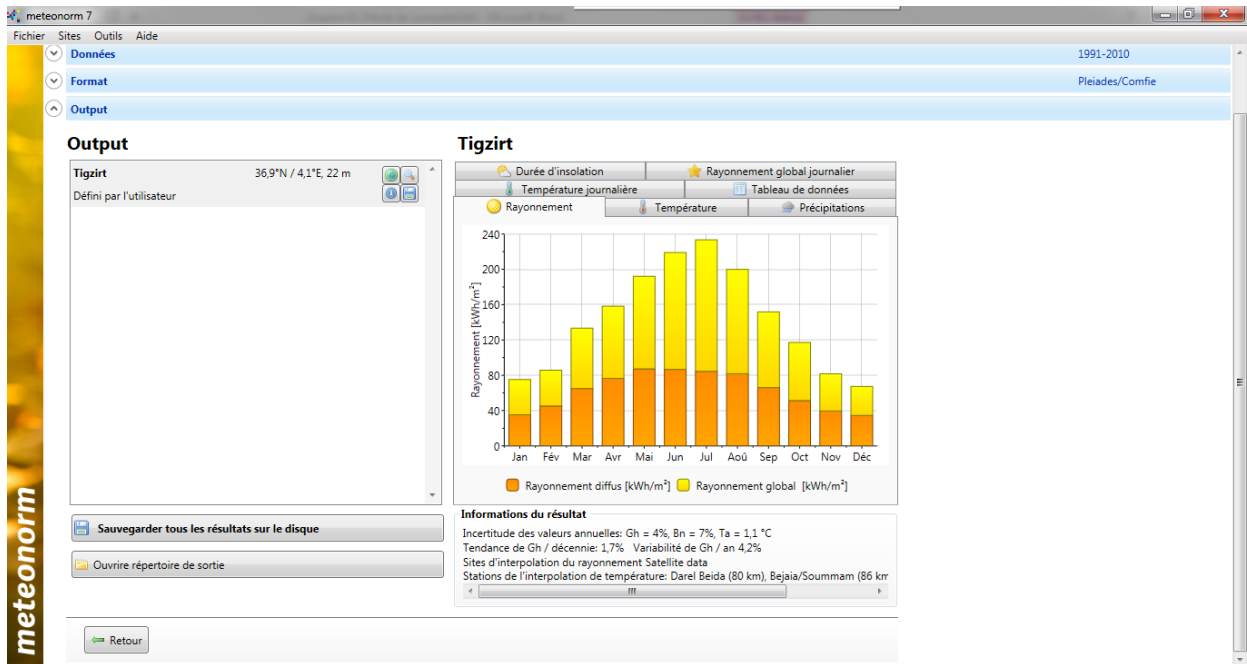 meteonorm 7
Fichier Sites Outils Aide
Données 1991-2010
Format Pleiades/Comfie
Output
Output
Tigzirt 36,9°N / 4,1°E, 22 m
Défini par l'utilisateur
Sauvegarder tous les résultats sur le disque
Ouvrire répertoire de sortie
Retour
meteonorm
Tigzirt
Durée d'insolation Rayonnement global journalier
Température journalière Tableau de données
Rayonnement Température Précipitations
Rayonnement [kWh/m²]
240
200
160
120
80
40
0
Jan Fév Mar Avr Mai Jun Jul Aoû Sep Oct Nov Déc
Rayonnement diffus [kWh/m²] Rayonnement global [kWh/m²]
Informations du résultat
Incertitude des valeurs annuelles: Gh = 4%, Bn = 7%, Ta = 1,1 °C
Tendance de Gh / décennie: 1,7% Variabilité de Gh / an 4,2%
Sites d'interpolation du rayonnement Satellite data
Stations de l'interpolation de température: Darel Beida (80 km), Bejaia/Soummam (86 km